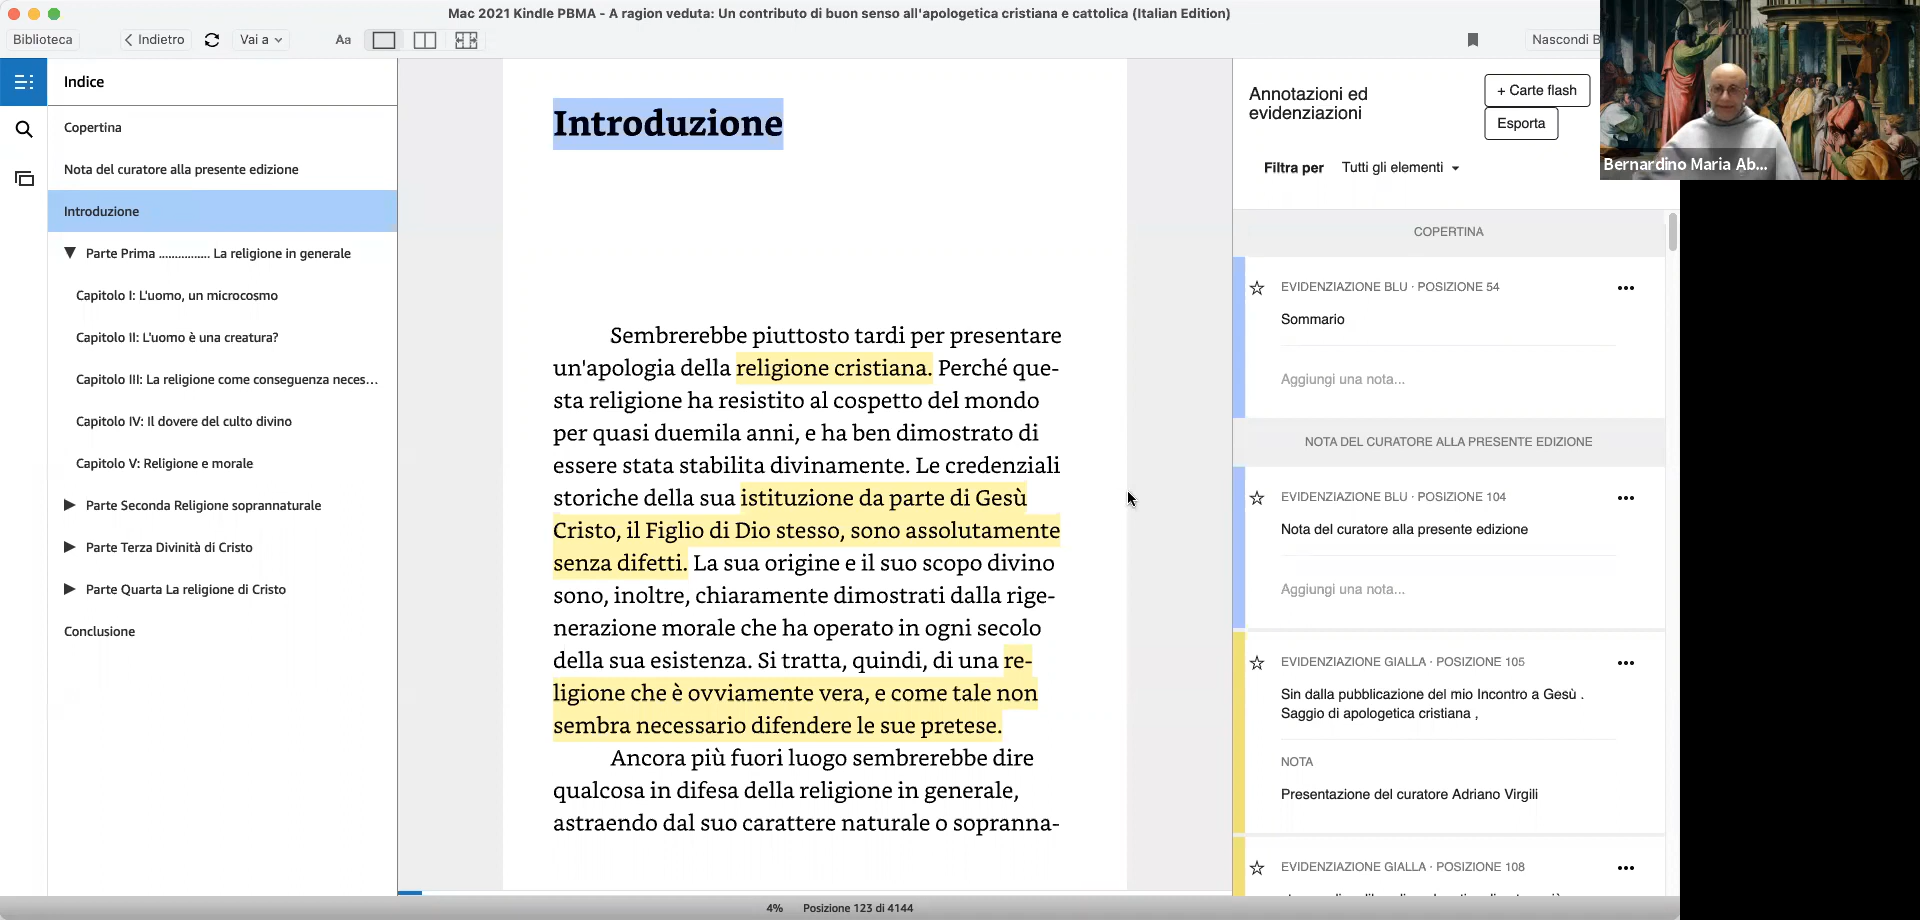 Mac 2021 Kindle PBMA - A ragion veduta: Un contributo di buon senso all'apologetica cristiana e cattolica (Italian Edition)
Biblioteca
Indietro
Vai a
Aa
Nascondi B
Indice
Copertina
Nota del curatore alla presente edizione
Introduzione
Parte Prima ................ La religione in generale
Capitolo I: L'uomo, un microcosmo
Capitolo II: L'uomo è una creatura?
Capitolo III: La religione come conseguenza neces...
Capitolo IV: Il dovere del culto divino
Capitolo V: Religione e morale
Parte Seconda Religione soprannaturale
Parte Terza Divinità di Cristo
Parte Quarta La religione di Cristo
Conclusione
Introduzione
Sembrerebbe piuttosto tardi per presentare
un'apologia della religione cristiana. Perché que-
sta religione ha resistito al cospetto del mondo
per quasi duemila anni, e ha ben dimostrato di
essere stata stabilita divinamente. Le credenziali
storiche della sua istituzione da parte di Gesù
Cristo, il Figlio di Dio stesso, sono assolutamente
senza difetti. La sua origine e il suo scopo divino
sono, inoltre, chiaramente dimostrati dalla rige-
nerazione morale che ha operato in ogni secolo
della sua esistenza. Si tratta, quindi, di una re-
ligione che è ovviamente vera, e come tale non
sembra necessario difendere le sue pretese.
Ancora più fuori luogo sembrerebbe dire
qualcosa in difesa della religione in generale,
astraendo dal suo carattere naturale o sopranna-
Annotazioni ed
evidenziazioni
+ Carte flash
Esporta
Filtra per Tutti gli elementi
COPERTINA
EVIDENZIAZIONE BLU · POSIZIONE 54
Sommario
Aggiungi una nota...
NOTA DEL CURATORE ALLA PRESENTE EDIZIONE
EVIDENZIAZIONE BLU · POSIZIONE 104
Nota del curatore alla presente edizione
Aggiungi una nota...
EVIDENZIAZIONE GIALLA · POSIZIONE 105
Sin dalla pubblicazione del mio Incontro a Gesù .
Saggio di apologetica cristiana ,
NOTA
Presentazione del curatore Adriano Virgili
EVIDENZIAZIONE GIALLA · POSIZIONE 108
Bernardino Maria Ab...
4% Posizione 123 di 4144